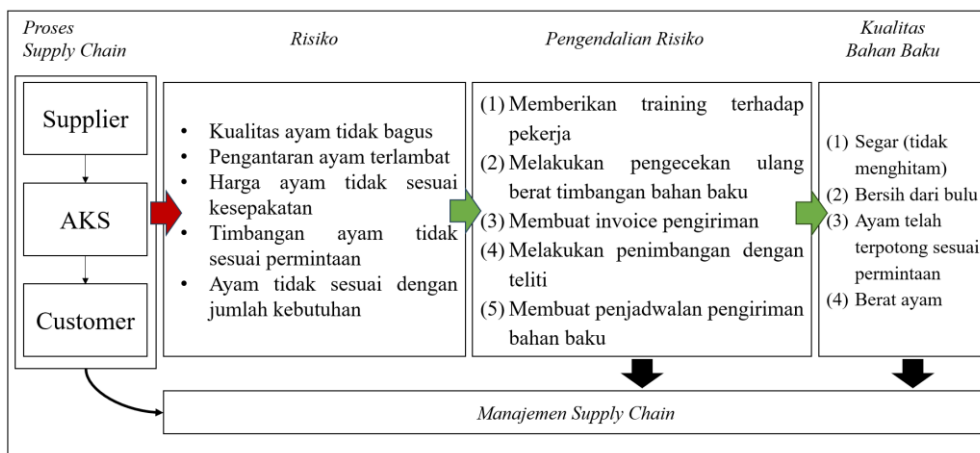 Proses
Supply Chain
Risiko
Pengendalian Risiko
Kualitas
Bahan Baku
Supplier
AKS
Customer
• Kualitas ayam tidak bagus
• Pengantaran ayam terlambat
• Harga ayam tidak sesuai
kesepakatan
• Timbangan ayam tidak
sesuai permintaan
• Ayam tidak sesuai dengan
jumlah kebutuhan
(1) Memberikan training terhadap
pekerja
(2) Melakukan pengecekan ulang
berat timbangan bahan baku
(3) Membuat invoice pengiriman
(4) Melakukan penimbangan dengan
teliti
(5) Membuat penjadwalan pengiriman
bahan baku
(1) Segar (tidak
menghitam)
(2) Bersih dari bulu
(3) Ayam telah
terpotong sesuai
permintaan
(4) Berat ayam
Manajemen Supply Chain